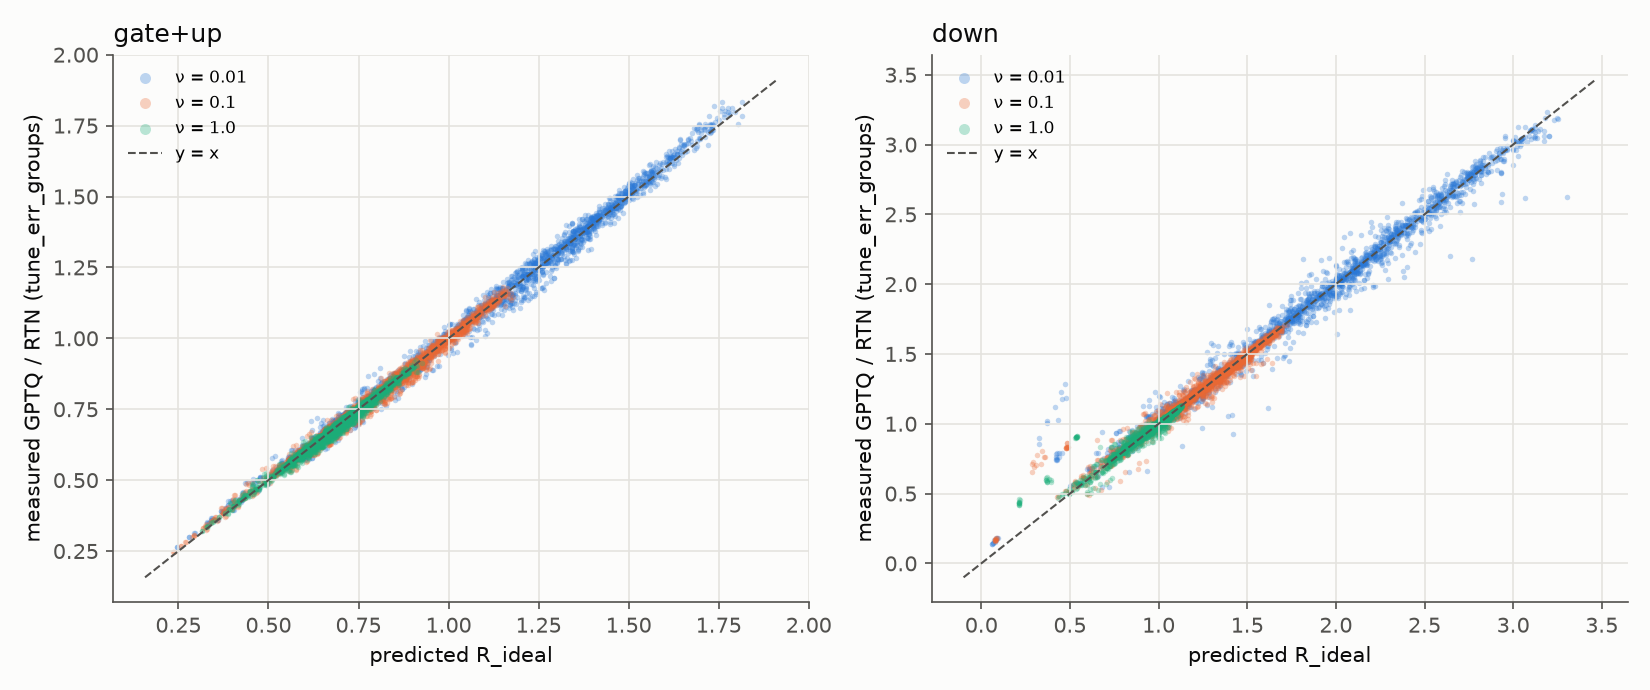 gate+up
measured GPTQ / RTN (tune_err_groups)
2.00
1.75
1.50
1.25
1.00
0.75
0.50
0.25
ν = 0.01
ν = 0.1
ν = 1.0
y = x
0.25 0.50 0.75 1.00 1.25 1.50 1.75 2.00
predicted R_ideal
down
measured GPTQ / RTN (tune_err_groups)
3.5
3.0
2.5
2.0
1.5
1.0
0.5
0.0
ν = 0.01
ν = 0.1
ν = 1.0
y = x
0.0 0.5 1.0 1.5 2.0 2.5 3.0 3.5
predicted R_ideal